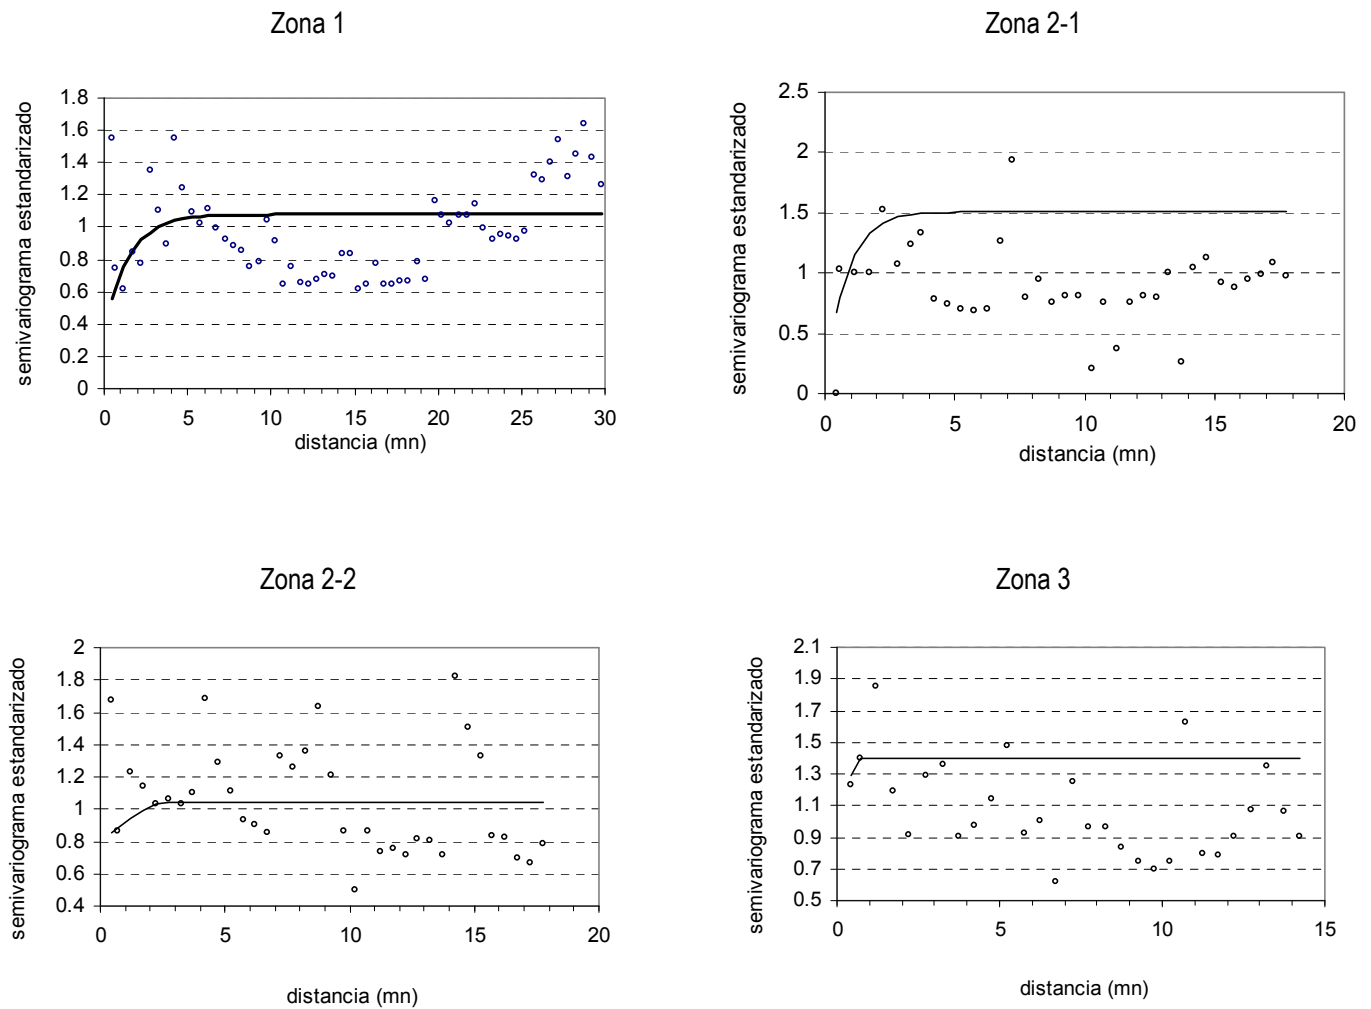 Zona 1
semivariograma estandarizado
1.8
1.6
1.4
1.2
1
0.8
0.6
0.4
0.2
0
0 5 10 15 20 25 30
distancia (mn)
Zona 2-1
semivariograma estandarizado
2.5
2
1.5
1
0.5
0
0 5 10 15 20
distancia (mn)
Zona 2-2
semivariograma estandarizado
2
1.8
1.6
1.4
1.2
1
0.8
0.6
0.4
0 5 10 15 20
distancia (mn)
Zona 3
semivariograma estandarizado
2.1
1.9
1.7
1.5
1.3
1.1
0.9
0.7
0.5
0 5 10 15
distancia (mn)